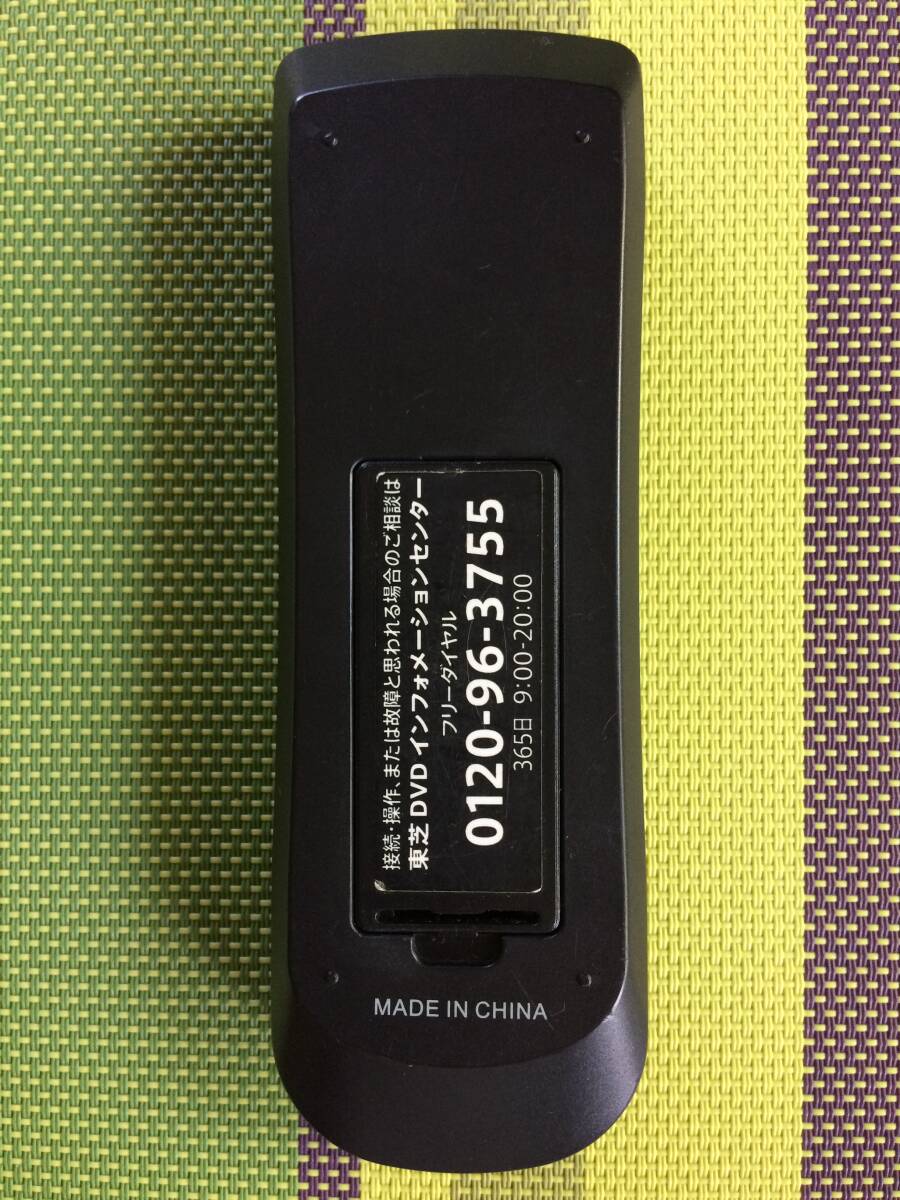 接続・操作、または故障と思われる場合のご相談は
東芝 DVD インフォメーションセンター
フリーダイヤル
0120-96-3755
365日 9:00-20:00
MADE IN CHINA